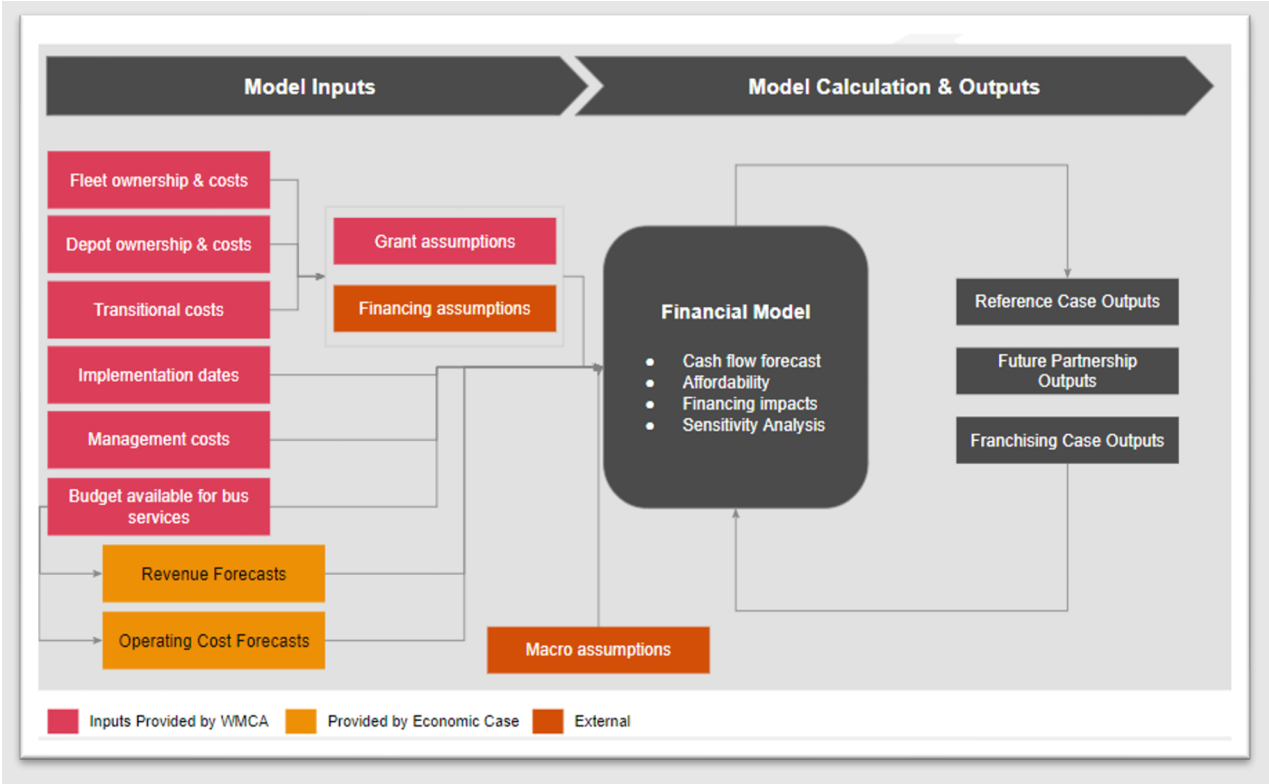 Model Inputs
Model Calculation & Outputs
Fleet ownership & costs
Depot ownership & costs
Transitional costs
Implementation dates
Management costs
Budget available for bus
services
Revenue Forecasts
Operating Cost Forecasts
Grant assumptions
Financing assumptions
Macro assumptions
Financial Model
● Cash flow forecast
● Affordability
● Financing impacts
● Sensitivity Analysis
Reference Case Outputs
Future Partnership
Outputs
Franchising Case Outputs
Inputs Provided by WMCA
Provided by Economic Case
External